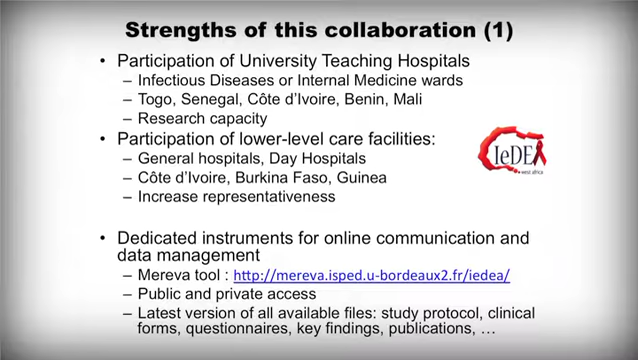 Strengths of this collaboration (1)
• Participation of University Teaching Hospitals
– Infectious Diseases or Internal Medicine wards
– Togo, Senegal, Côte d'Ivoire, Benin, Mali
– Research capacity
• Participation of lower-level care facilities:
– General hospitals, Day Hospitals
– Côte d'Ivoire, Burkina Faso, Guinea
– Increase representativeness
IeDEA
west africa
• Dedicated instruments for online communication and
data management
– Mereva tool : http://mereva.isped.u-bordeaux2.fr/iedea/
– Public and private access
– Latest version of all available files: study protocol, clinical
forms, questionnaires, key findings, publications, …